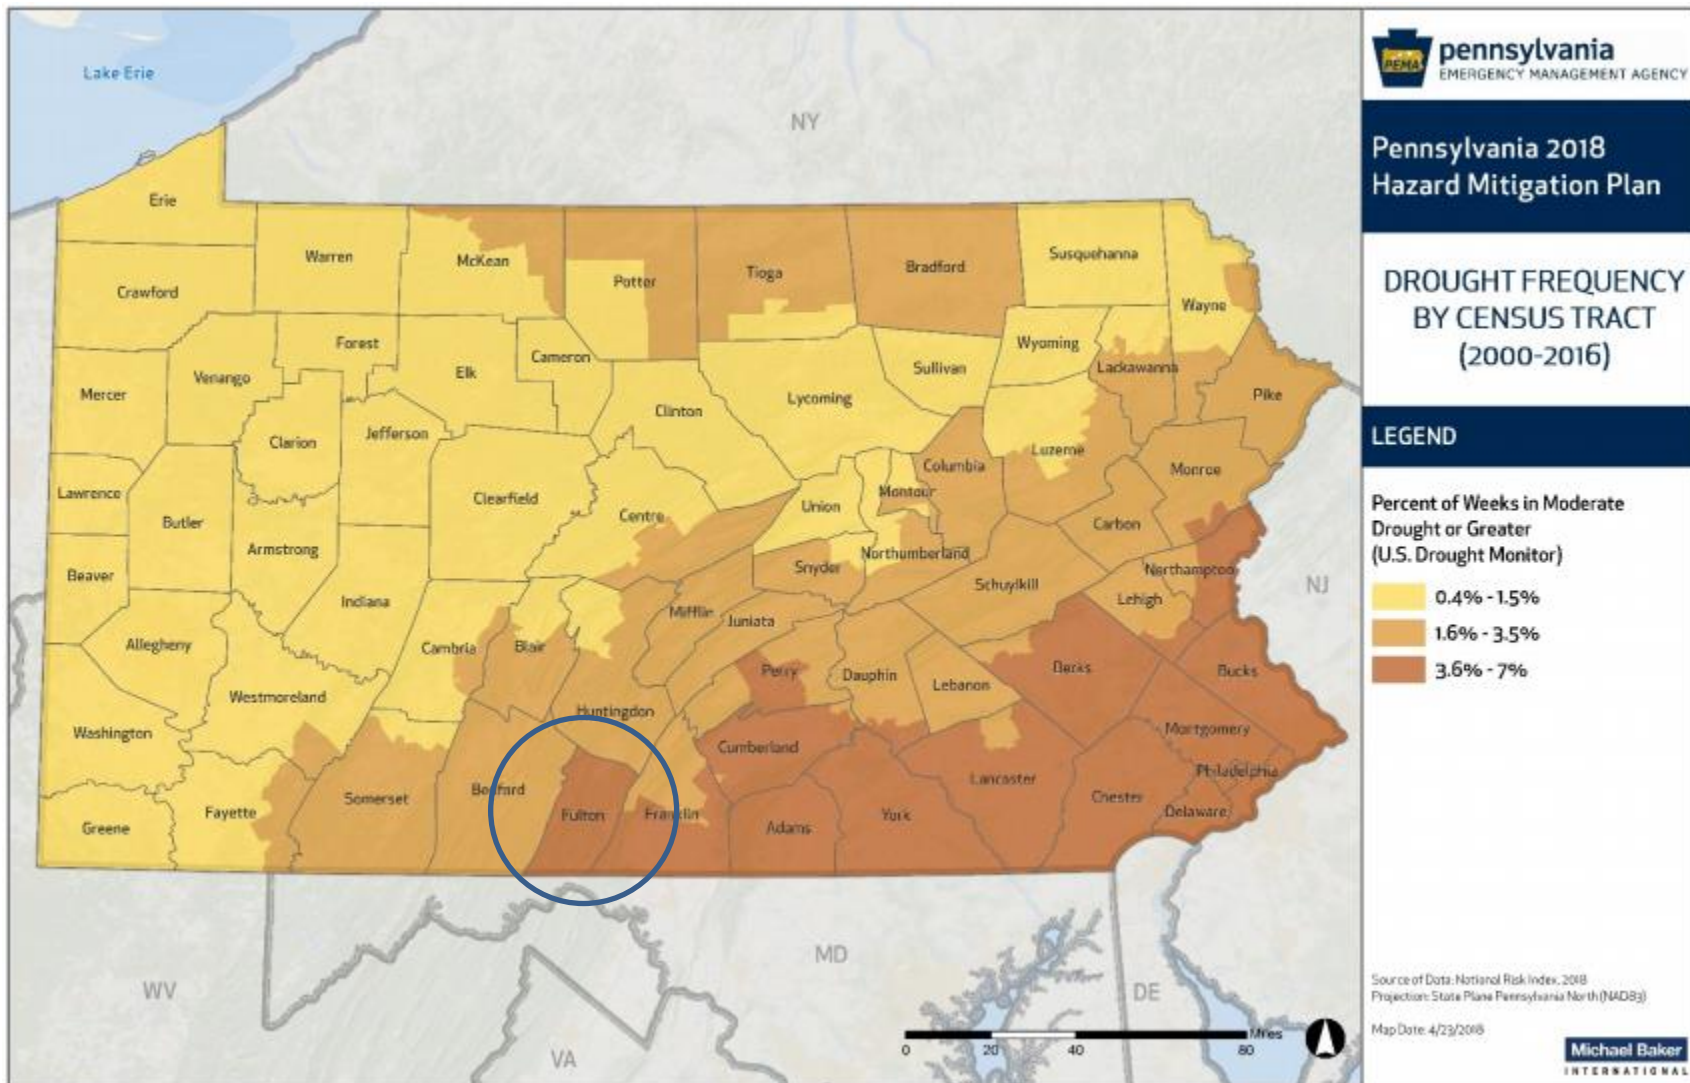 Lake Erie
NY
Erie
Warren
McKean
Potter
Tioga
Bradford
Susquehanna
Wayne
Crawford
Forest
Cameron
Elk
Venango
Mercer
Clarion
Jefferson
Clinton
Lycoming
Sullivan
Wyoming
Lackawanna
Pike
Luzerne
Columbia
Monroe
Lawrence
Butler
Clearfield
Centre
Union
Montour
Carbon
Armstrong
Beaver
Indiana
Snyder
Northumberland
Schuylkill
Northampton
Lehigh
NJ
Allegheny
Cambria
Blair
Mifflin
Juniata
Perry
Dauphin
Lebanon
Berks
Bucks
Westmoreland
Huntingdon
Washington
Cumberland
Montgomery
Philadelphia
Lancaster
Chester
Delaware
Greene
Fayette
Somerset
Bedford
Fulton
Franklin
Adams
York
WV
MD
DE
VA
0 20 40 80 Miles
PEMA
pennsylvania
EMERGENCY MANAGEMENT AGENCY
Pennsylvania 2018
Hazard Mitigation Plan
DROUGHT FREQUENCY
BY CENSUS TRACT
(2000-2016)
LEGEND
Percent of Weeks in Moderate
Drought or Greater
(U.S. Drought Monitor)
0.4% - 1.5%
1.6% - 3.5%
3.6% - 7%
Source of Data: National Risk Index, 2018
Projection: State Plane Pennsylvania North (NAD83)
Map Date: 4/23/2018
Michael Baker
INTERNATIONAL